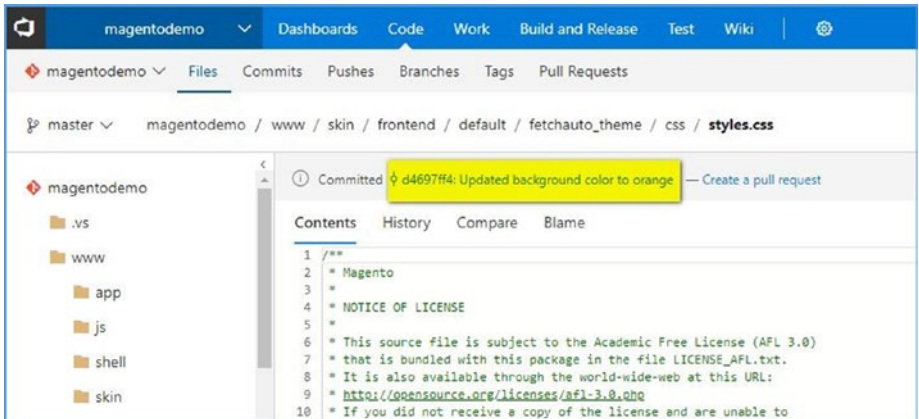 magentodemo Dashboards Code Work Build and Release Test Wiki
magentodemo Files Commits Pushes Branches Tags Pull Requests
master magentodemo / www / skin / frontend / default / fetchauto_theme / css / styles.css
magentodemo
.vs
www
app
js
shell
skin
Committed d4697ff4: Updated background color to orange — Create a pull request
Contents History Compare Blame
1 /**
2 * Magento
3 *
4 * NOTICE OF LICENSE
5 *
6 * This source file is subject to the Academic Free License (AFL 3.0)
7 * that is bundled with this package in the file LICENSE_AFL.txt.
8 * It is also available through the world-wide-web at this URL:
9 * http://opensource.org/licenses/afl-3.0.php
10 * If you did not receive a copy of the license and are unable to